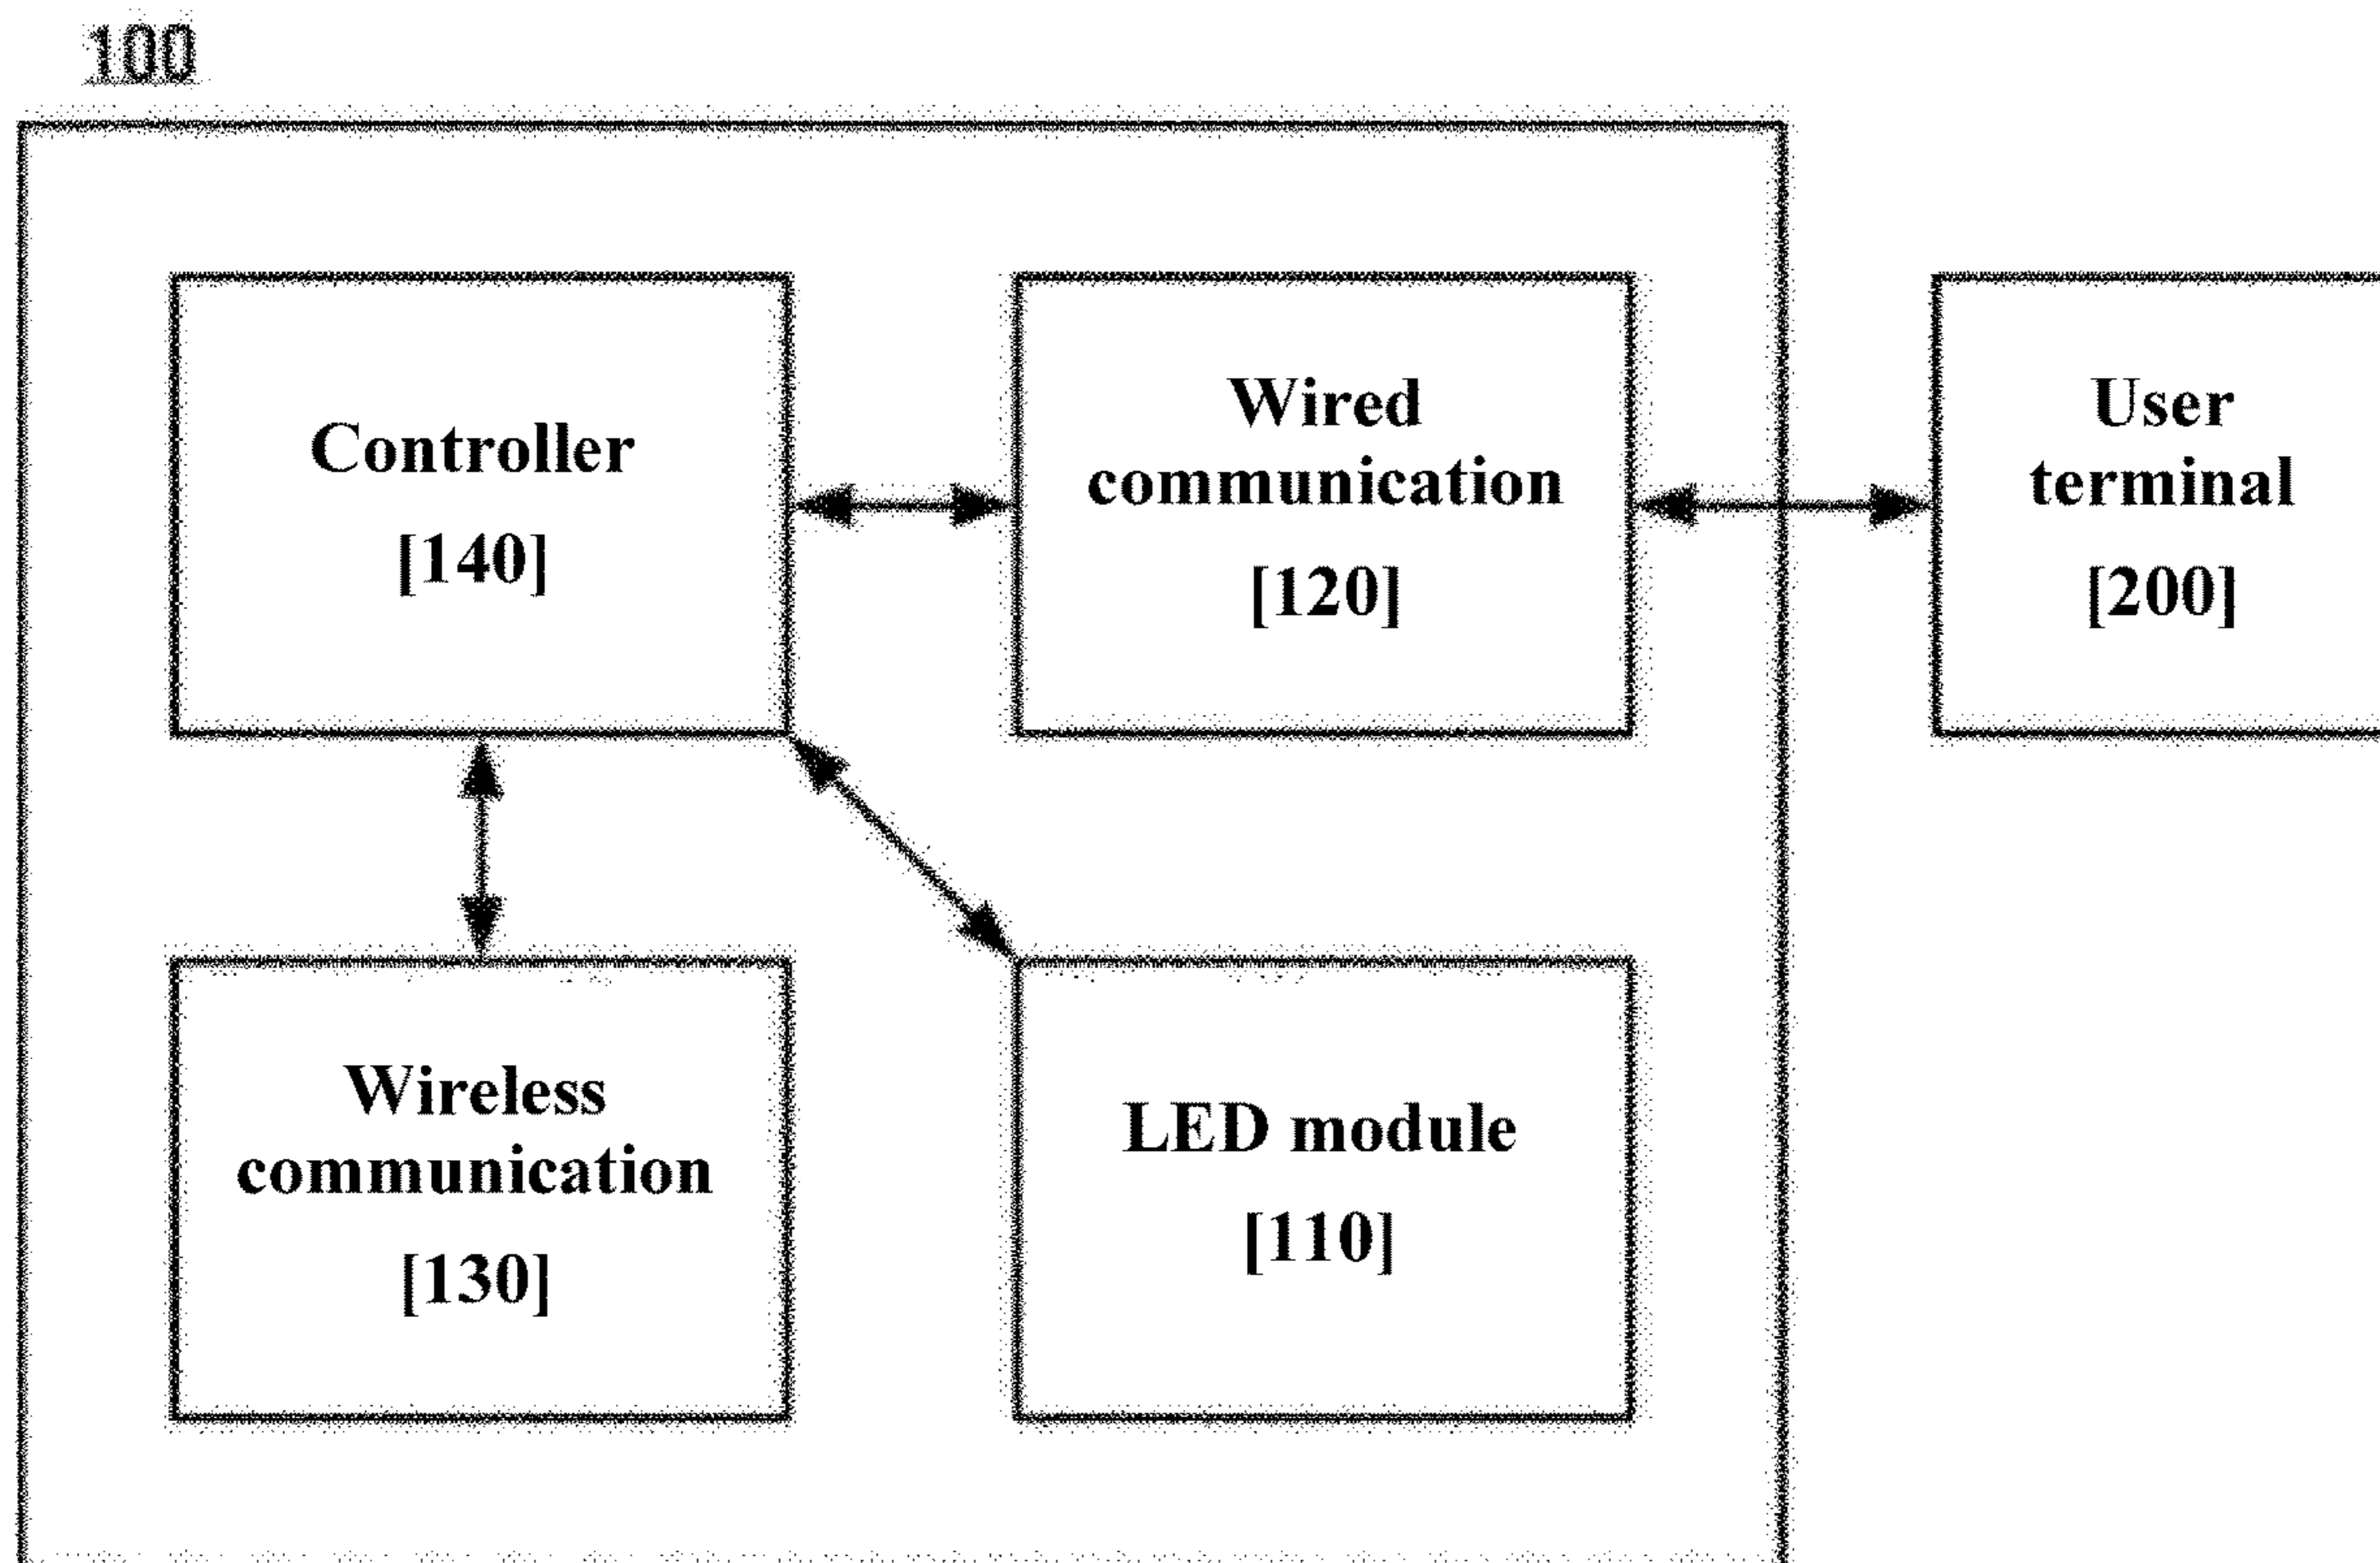 100
Controller
[140]
Wired
communication
[120]
User
terminal
[200]
Wireless
communication
[130]
LED module
[110]